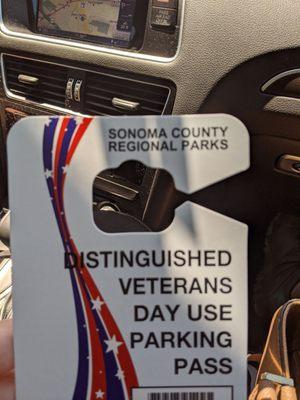 SONOMA COUNTY
REGIONAL PARKS
DISTINGUISHED
VETERANS
DAY USE
PARKING
PASS